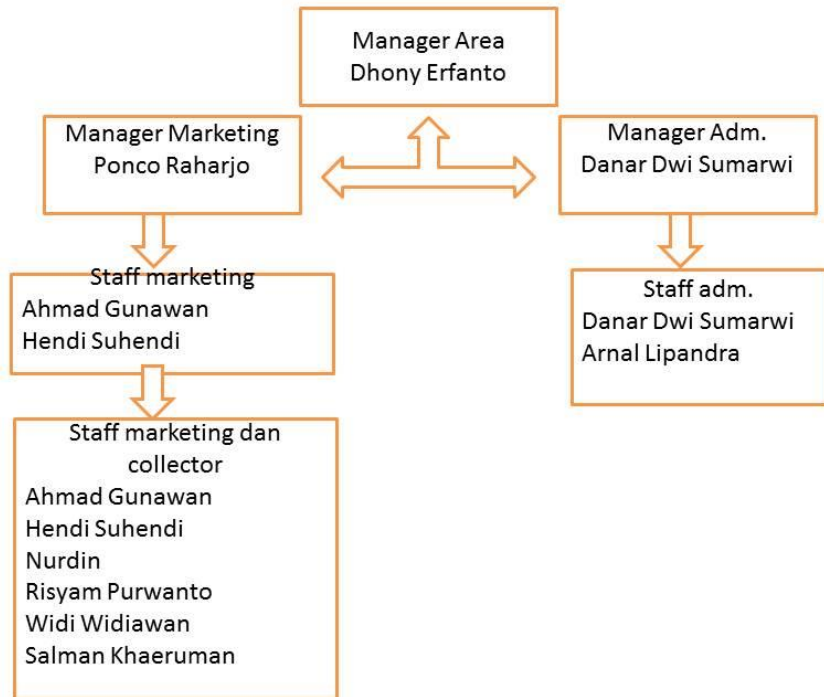 Manager Area
Dhony Erfanto
Manager Marketing
Ponco Raharjo
Manager Adm.
Danar Dwi Sumarwi
Staff marketing
Ahmad Gunawan
Hendi Suhendi
Staff adm.
Danar Dwi Sumarwi
Arnal Lipandra
Staff marketing dan
collector
Ahmad Gunawan
Hendi Suhendi
Nurdin
Risyam Purwanto
Widi Widiawan
Salman Khaeruman